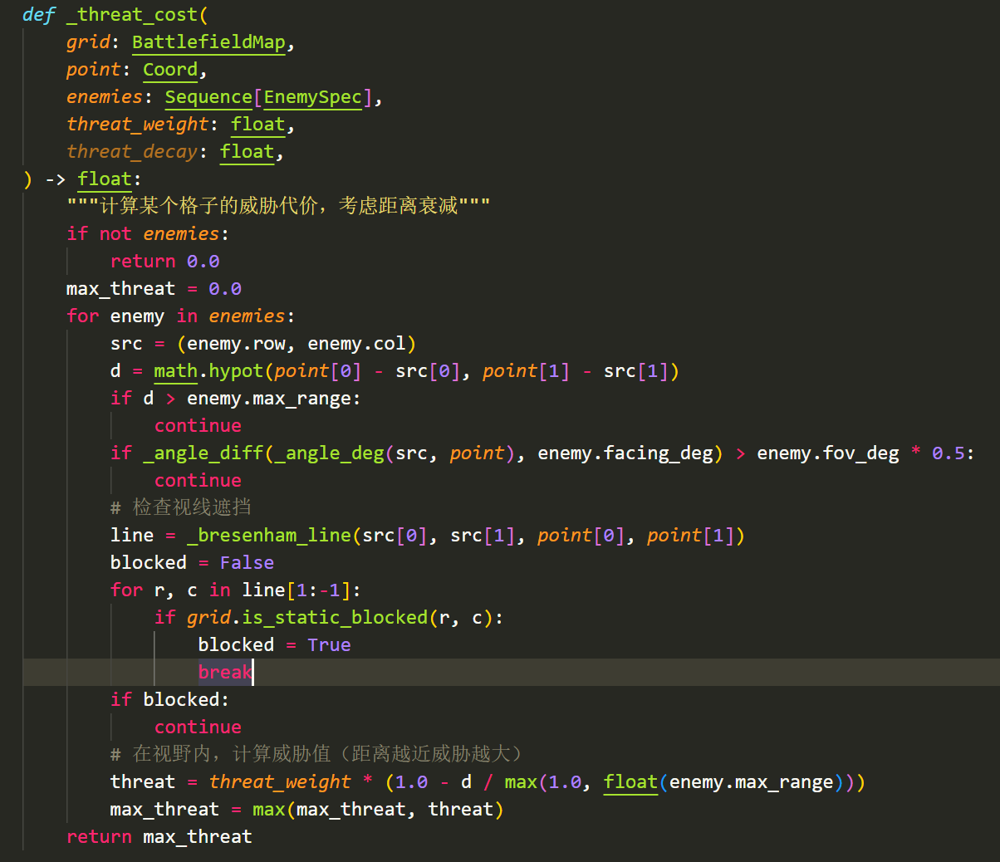 def _threat_cost(
    grid: BattlefieldMap,
    point: Coord,
    enemies: Sequence[EnemySpec],
    threat_weight: float,
    threat_decay: float,
) -> float:
    """计算某个格子的威胁代价，考虑距离衰减"""
    if not enemies:
        return 0.0
    max_threat = 0.0
    for enemy in enemies:
        src = (enemy.row, enemy.col)
        d = math.hypot(point[0] - src[0], point[1] - src[1])
        if d > enemy.max_range:
            continue
        if _angle_diff(_angle_deg(src, point), enemy.facing_deg) > enemy.fov_deg * 0.5:
            continue
        # 检查视线遮挡
        line = _bresenham_line(src[0], src[1], point[0], point[1])
        blocked = False
        for r, c in line[1:-1]:
            if grid.is_static_blocked(r, c):
                blocked = True
                break
        if blocked:
            continue
        # 在视野内，计算威胁值（距离越近威胁越大）
        threat = threat_weight * (1.0 - d / max(1.0, float(enemy.max_range)))
        max_threat = max(max_threat, threat)
    return max_threat